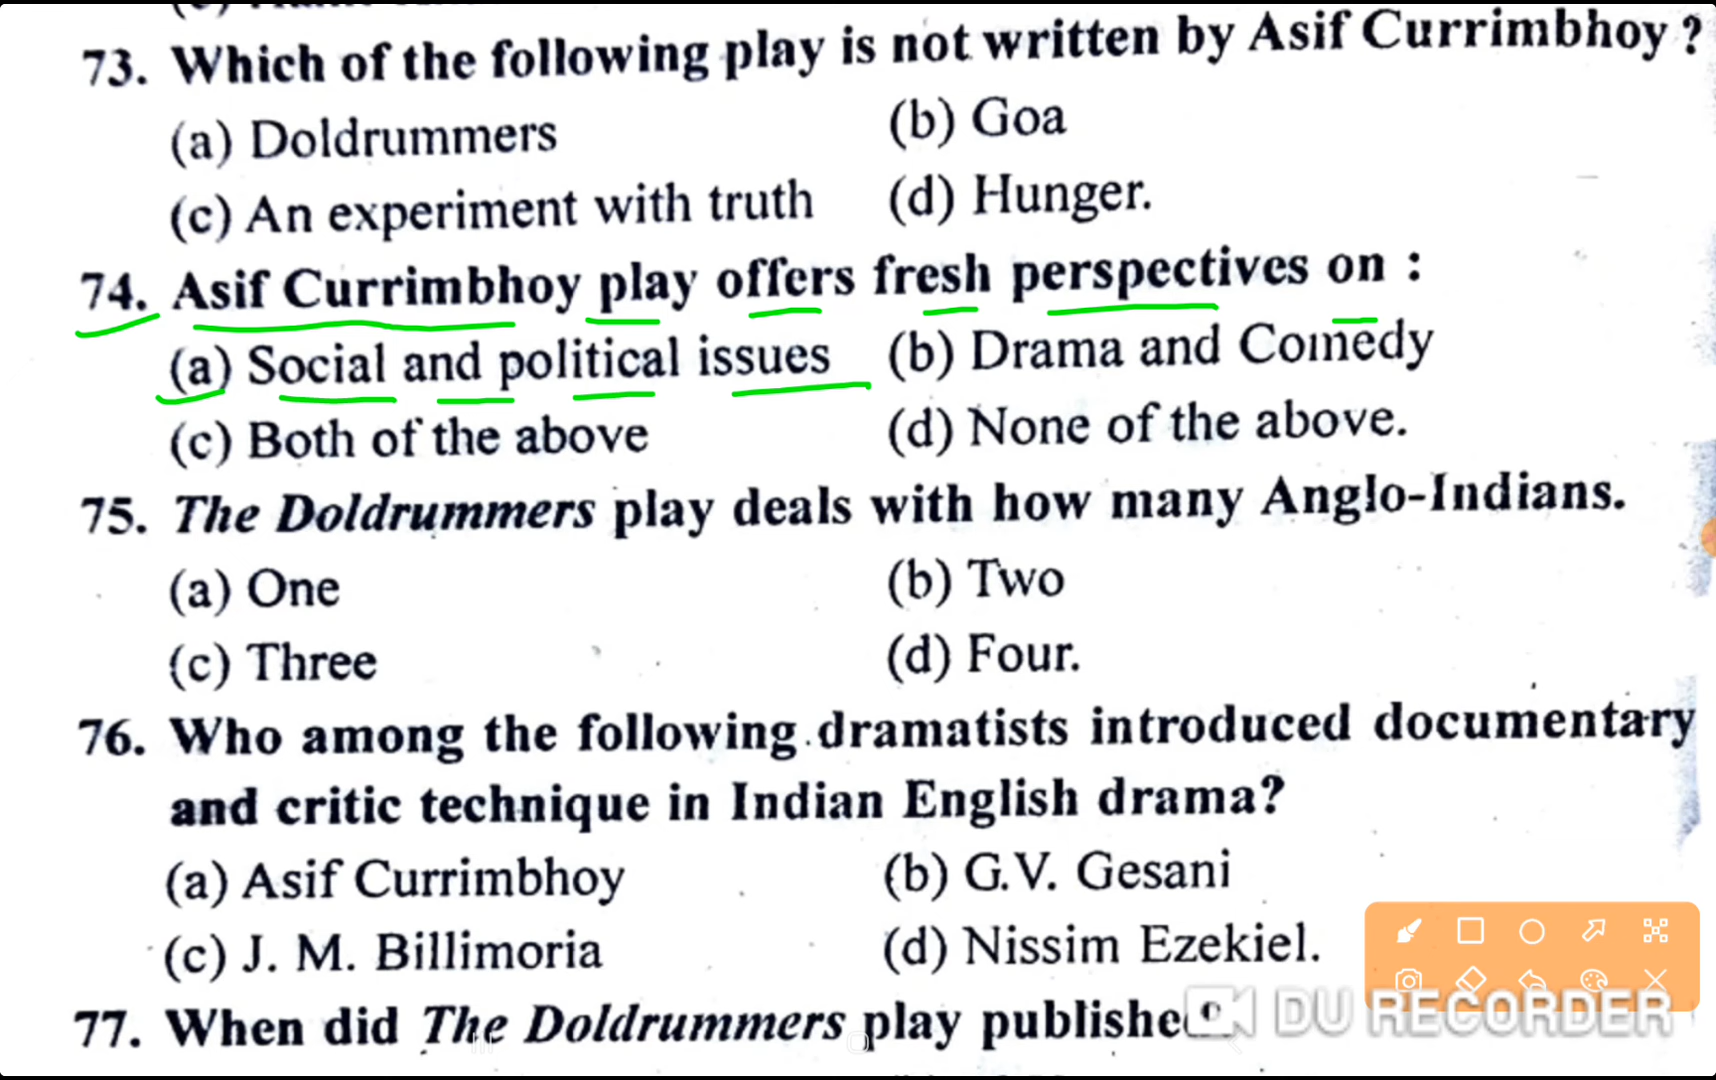 73. Which of the following play is not written by Asif Currimbhoy ?
(a) Doldrummers (b) Goa
(c) An experiment with truth (d) Hunger.
74. Asif Currimbhoy play offers fresh perspectives on :
(a) Social and political issues (b) Drama and Comedy
(c) Both of the above (d) None of the above.
75. The Doldrummers play deals with how many Anglo-Indians.
(a) One (b) Two
(c) Three (d) Four.
76. Who among the following dramatists introduced documentary
and critic technique in Indian English drama?
(a) Asif Currimbhoy (b) G.V. Gesani
(c) J. M. Billimoria (d) Nissim Ezekiel.
77. When did The Doldrummers play
DU RECORDER